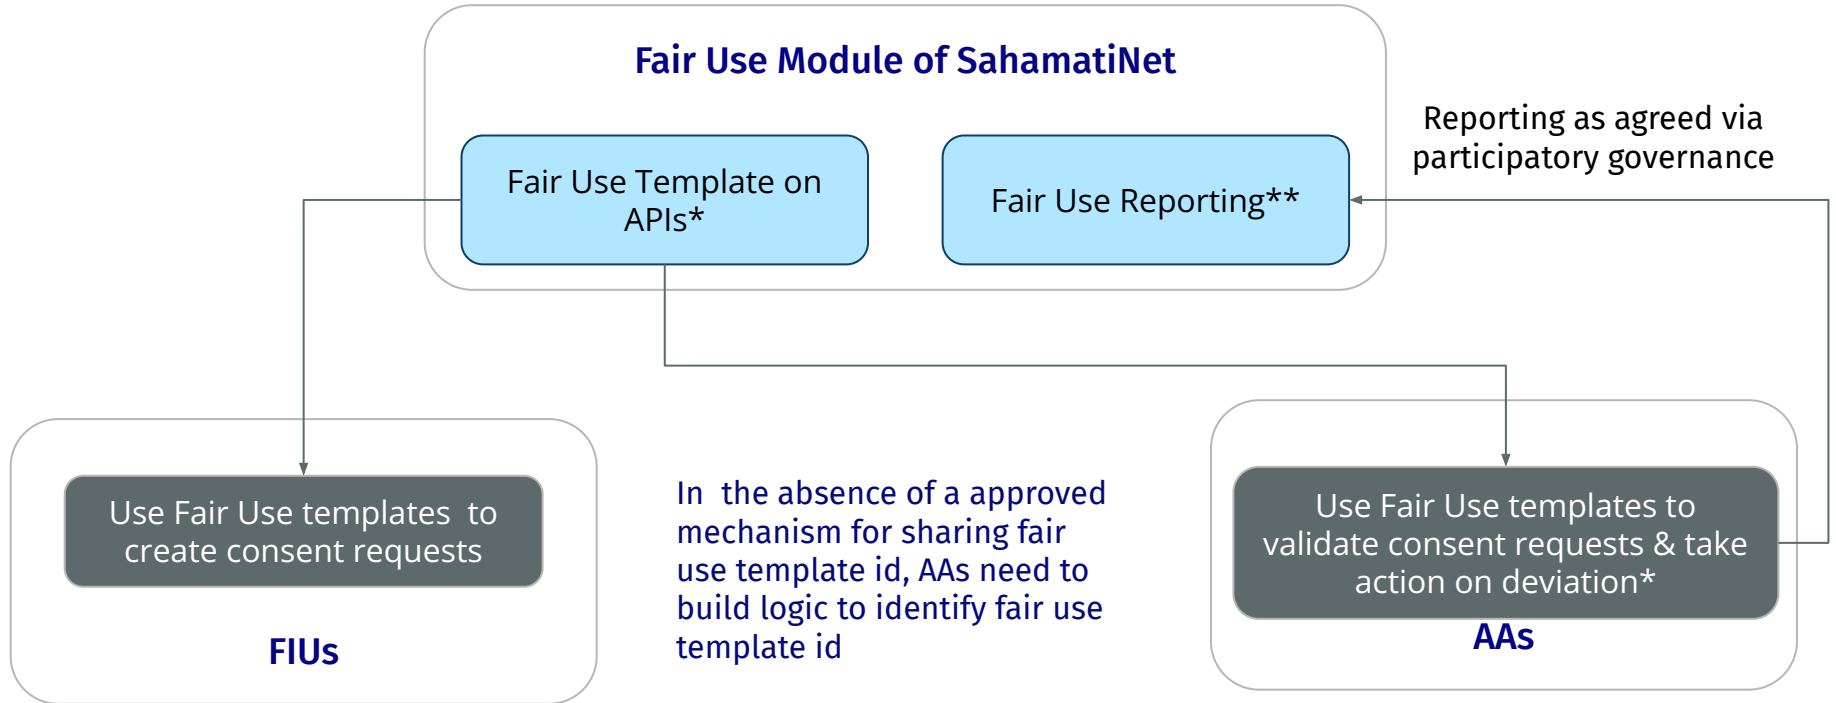 Fair Use Module of SahamatiNet
Fair Use Template on
APIs*
Fair Use Reporting**
Reporting as agreed via
participatory governance
Use Fair Use templates to
create consent requests
FIUs
In the absence of a approved
mechanism for sharing fair
use template id, AAs need to
build logic to identify fair use
template id
Use Fair Use templates to
validate consent requests & take
action on deviation*
AAs